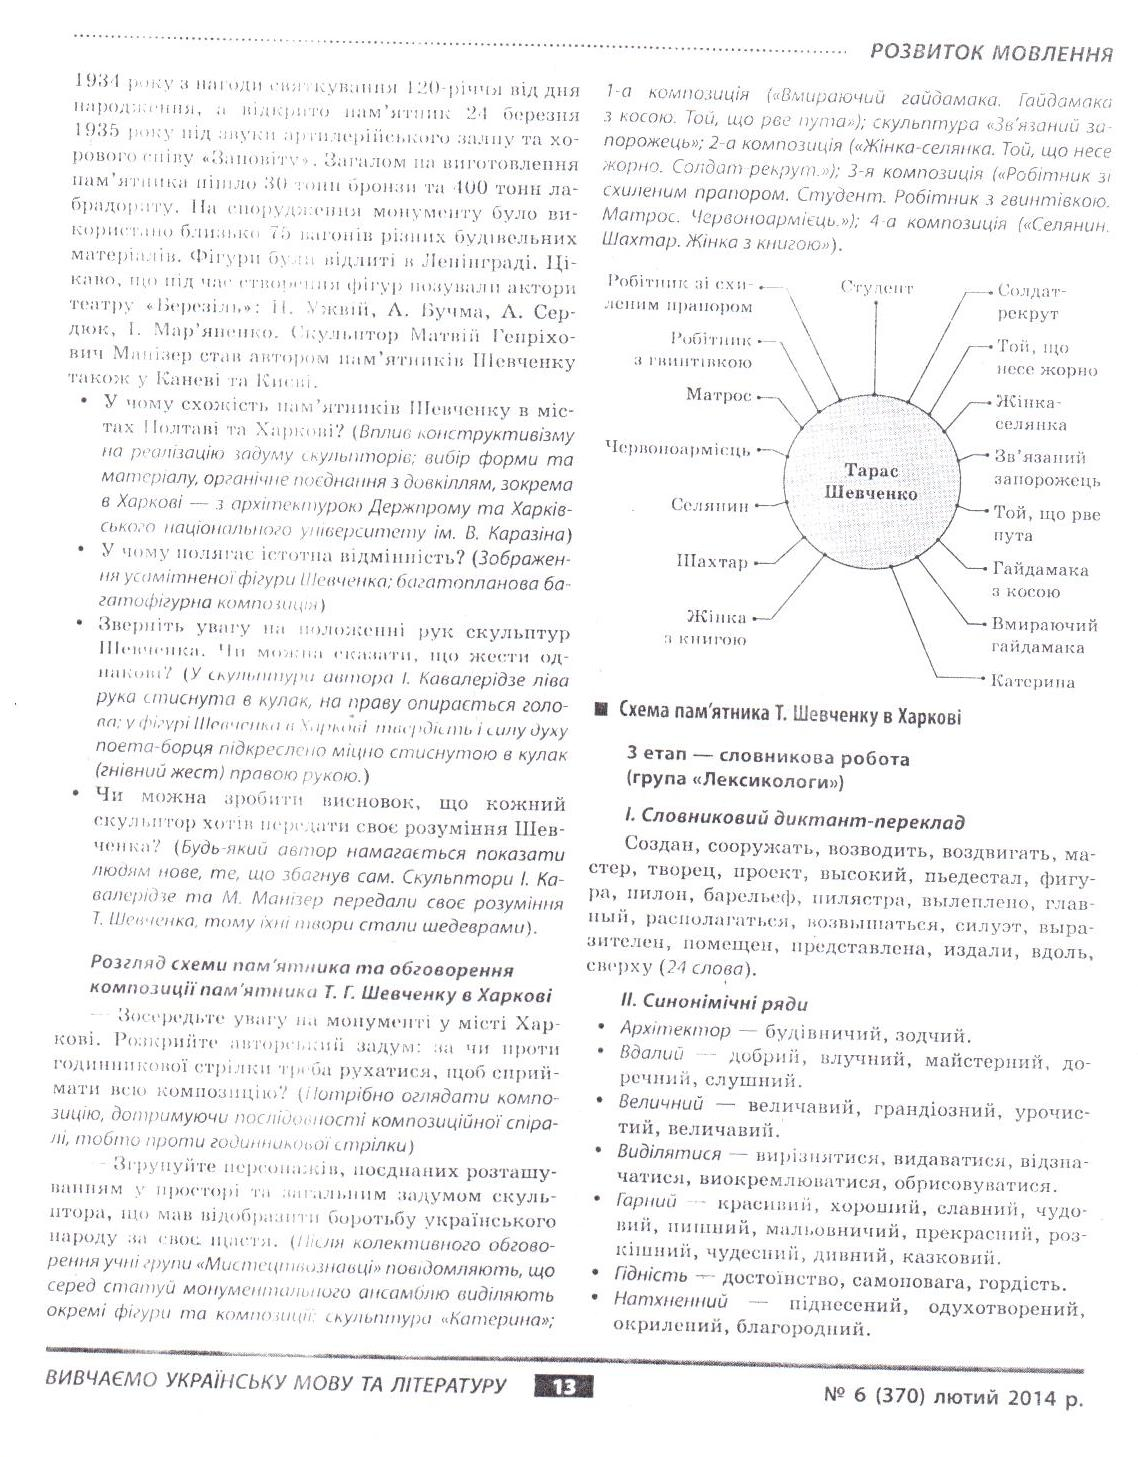 РОЗВИТОК МОВЛЕННЯ
1934 року з нагоди святкування 120-річчя від дня
народження, а відкрито пам’ятник 24 березня
1935 року під звуки артилерійського залпу та хо-
рового співу «Заповіту». Загалом на виготовлення
пам’ятника пішло 30 тонн бронзи та 400 тонн ла-
брадориту. На спорудження монументу було ви-
користано близько 75 вагонів різних будівельних
матеріалів. Фігури були відлиті в Ленінграді. Ці-
каво, що під час створення фігур позували актори
театру «Березіль»: Н. Ужвій, А. Бучма, А. Сер-
дюк, І. Мар’яненко. Скульптор Матвій Генріхо-
вич Манізер став автором пам’ятників Шевченку
також у Каневі та Києві.
• У чому схожість пам’ятників Шевченку в міс-
тах Полтаві та Харкові? (Вплив конструктивізму
на реалізацію задуму скульпторів; вибір форми та
матеріалу, органічне поєднання з довкіллям, зокрема
в Харкові — з архітектурою Держпрому та Харків-
ського національного університету ім. В. Каразіна)
• У чому полягає істотна відмінність? (Зображен-
ня усамітненої фігури Шевченка; багатопланова ба-
гатофігурна композиція)
• Зверніть увагу на положенні рук скульптур
Шевченка. Чи можна сказати, що жести од-
накові? (У скульптури автора І. Кавалерідзе ліва
рука стиснута в кулак, на праву опирається голо-
ва; у фігурі Шевченка в Харкові твердість і силу духу
поета-борця підкреслено міцно стиснутою в кулак
(гнівний жест) правою рукою.)
• Чи можна зробити висновок, що кожний
скульптор хотів передати своє розуміння Шев-
ченка? (Будь-який автор намагається показати
людям нове, те, що збагнув сам. Скульптори І. Ка-
валерідзе та М. Манізер передали своє розуміння
Т. Шевченка, тому їхні твори стали шедеврами).
Розгляд схеми пам’ятника та обговорення
композиції пам’ятника Т. Г. Шевченку в Харкові
— Зосередьте увагу на монументі у місті Хар-
кові. Розкрийте авторський задум: за чи проти
годинникової стрілки треба рухатися, щоб сприй-
мати всю композицію? (Потрібно оглядати компо-
зицію, дотримуючи послідовності композиційної спіра-
лі, тобто проти годинникової стрілки)
— Згрупуйте персонажів, поєднаних розташу-
ванням у просторі та загальним задумом скуль-
птора, що мав відобразити боротьбу українського
народу за своє щастя. (Після колективного обгово-
рення учні групи «Мистецтвознавці» повідомляють, що
серед статуй монументального ансамблю виділяють
окремі фігури та композиції: скульптура «Катерина»;
1-а композиція («Вмираючий гайдамака. Гайдамака
з косою. Той, що рве пута»); скульптура «Зв’язаний за-
порожець»; 2-а композиція («Жінка-селянка. Той, що несе
жорно. Солдат-рекрут.»); 3-я композиція («Робітник зі
схиленим прапором. Студент. Робітник з гвинтівкою.
Матрос. Червоноармієць.»); 4-а композиція («Селянин.
Шахтар. Жінка з книгою»).
Робітник зі схи-
леним прапором
Робітник
з гвинтівкою
Матрос
Червоноармієць
Селянин
Шахтар
Жінка
з книгою
Студент
Тарас
Шевченко
Солдат-
рекрут
Той, що
несе жорно
Жінка-
селянка
Зв’язаний
запорожець
Той, що рве
пута
Гайдамака
з косою
Вмираючий
гайдамака
Катерина
■ Схема пам’ятника Т. Шевченку в Харкові
3 етап — словникова робота
(група «Лексикологи»)
І. Словниковий диктант-переклад
Создан, сооружать, возводить, воздвигать, ма-
стер, творец, проект, высокий, пьедестал, фигу-
ра, пилон, барельеф, пилястра, вылеплено, глав-
ный, располагаться, возвышаться, силуэт, выра-
зителен, помещен, представлена, издали, вдоль,
сверху (24 слова).
ІІ. Синонімічні ряди
• Архітектор — будівничий, зодчий.
• Вдалий — добрий, влучний, майстерний, до-
речний, слушний.
• Величний — величавий, грандіозний, урочис-
тий, величавий.
• Виділятися — вирізнятися, видаватися, відзна-
чатися, виокремлюватися, обрисовуватися.
• Гарний — красивий, хороший, славний, чудо-
вий, пишний, мальовничий, прекрасний, роз-
кішний, чудесний, дивний, казковий.
• Гідність — достоїнство, самоповага, гордість.
• Натхненний — піднесений, одухотворений,
окрилений, благородний.
ВИВЧАЄМО УКРАЇНСЬКУ МОВУ ТА ЛІТЕРАТУРУ 13 № 6 (370) лютий 2014 р.